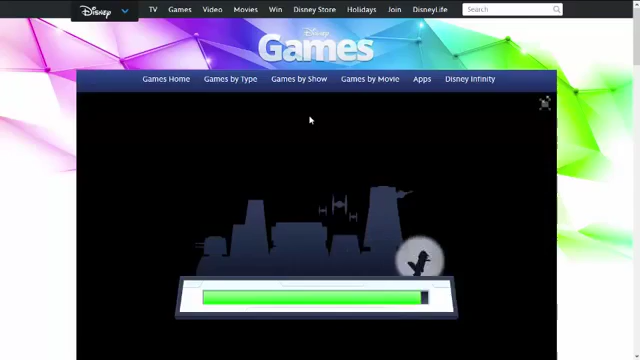 Disney TV Games Video Movies Win Disney Store Holidays Join DisneyLife Search
Disney
Games
Games Home Games by Type Games by Show Games by Movie Apps Disney Infinity